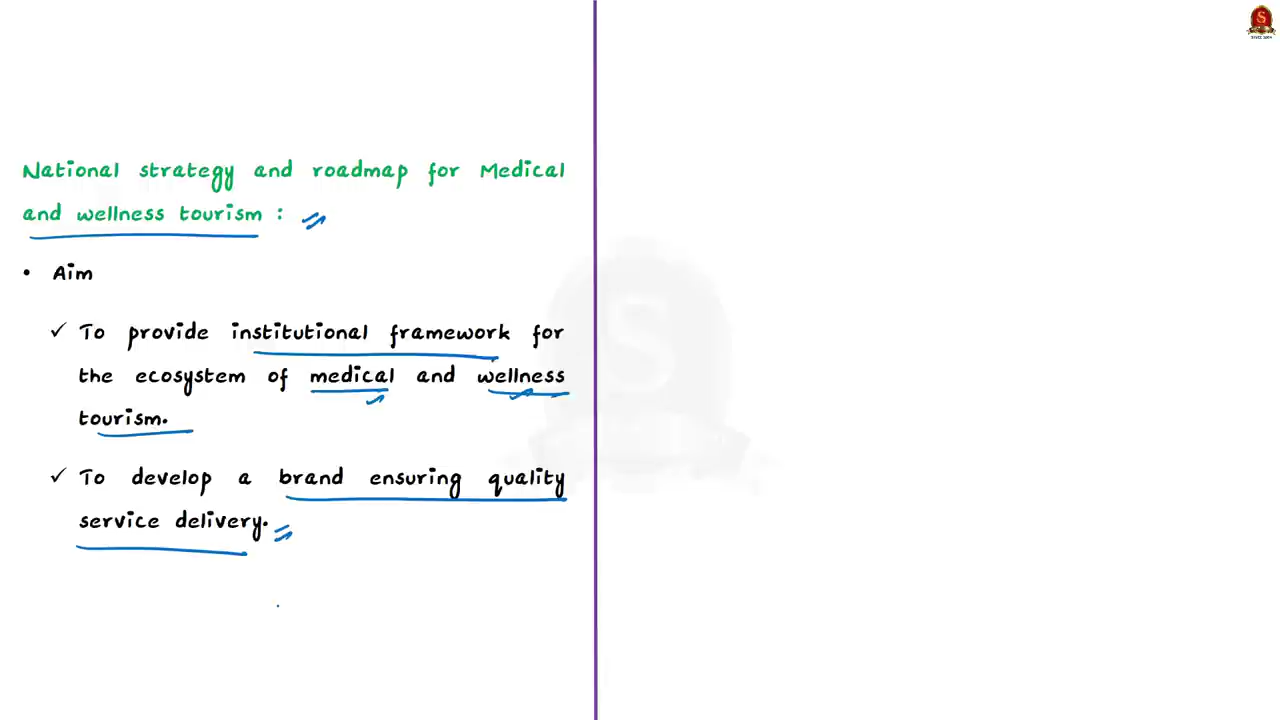 National strategy and roadmap for Medical
and wellness tourism :
• Aim
✓ To provide institutional framework for
the ecosystem of medical and wellness
tourism.
✓ To develop a brand ensuring quality
service delivery.
S
S